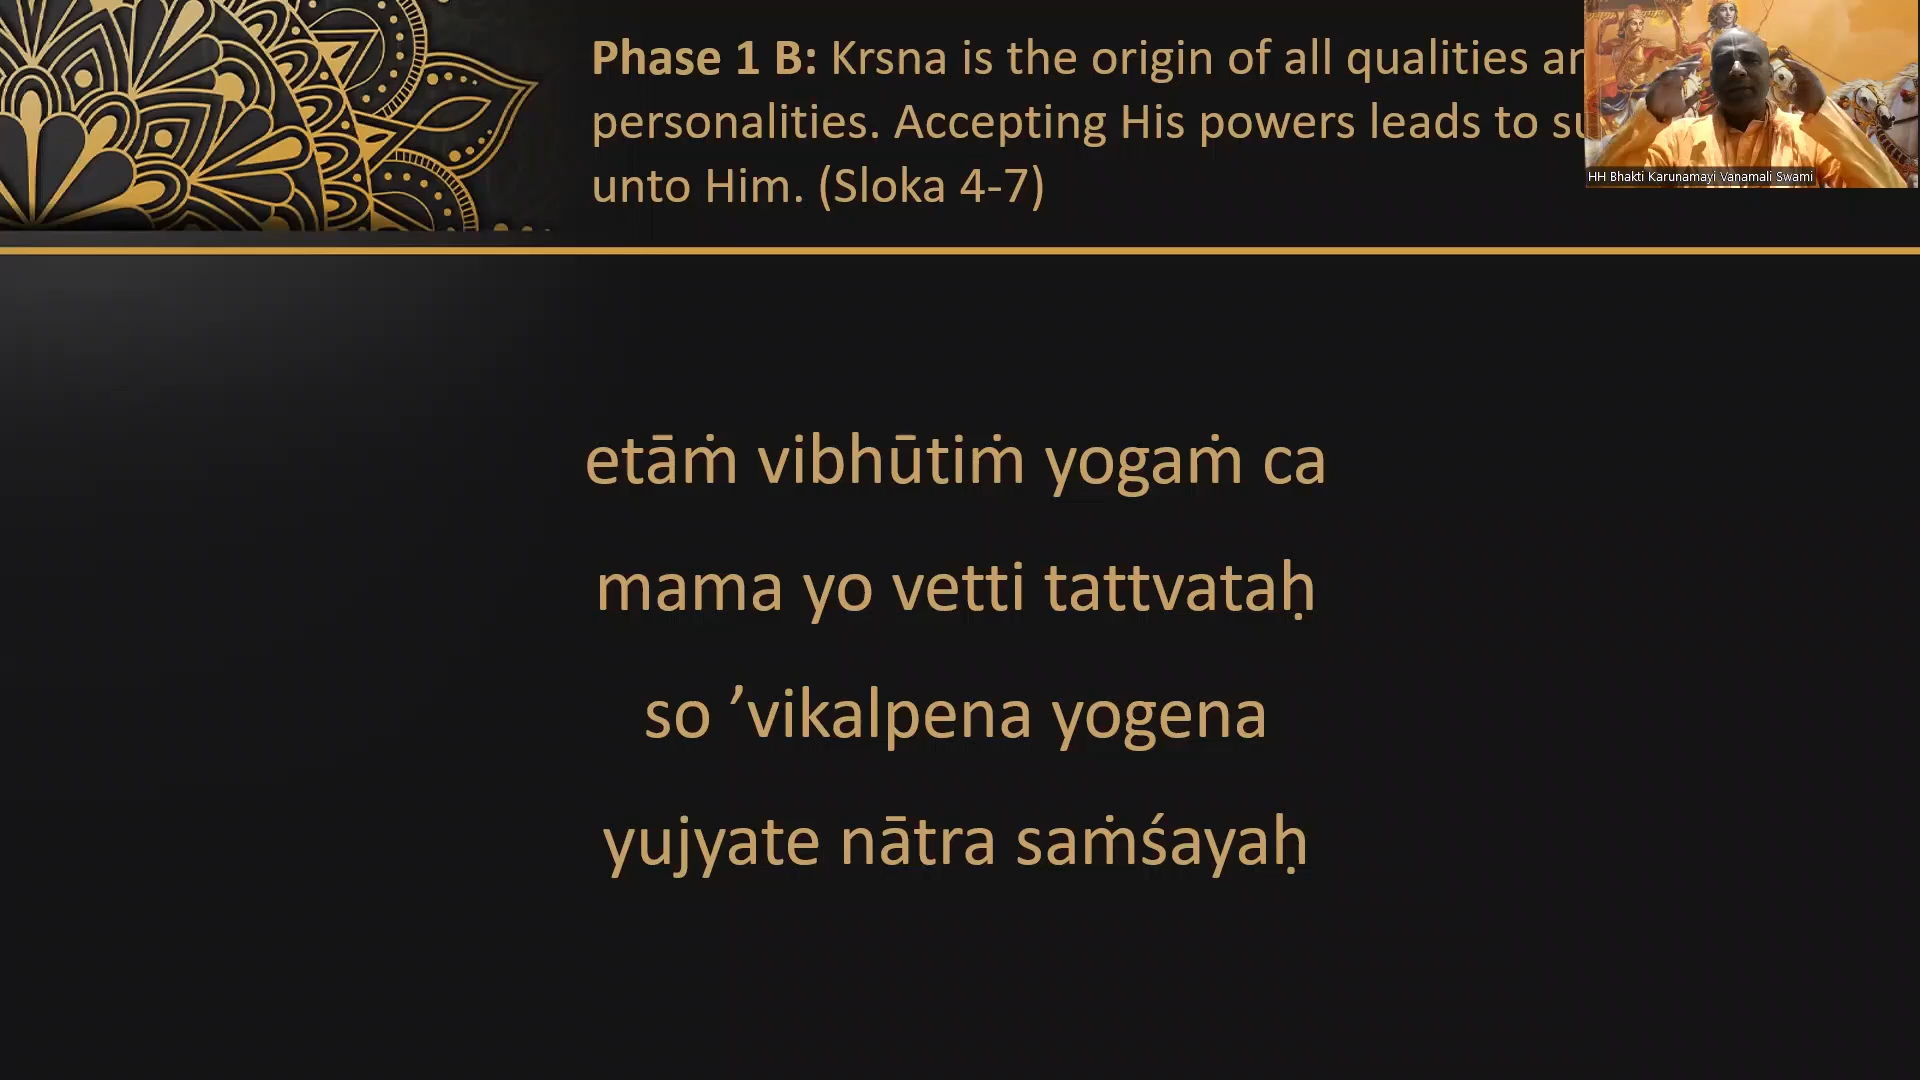 Phase 1 B: Krsna is the origin of all qualities
personalities. Accepting His powers leads to
unto Him. (Sloka 4-7)
HH Bhakti Karunamayi Vanamali Swami
etāṁ vibhūtiṁ yogaṁ ca
mama yo vetti tattvataḥ
so ’vikalpena yogena
yujyate nātra saṁśayaḥ